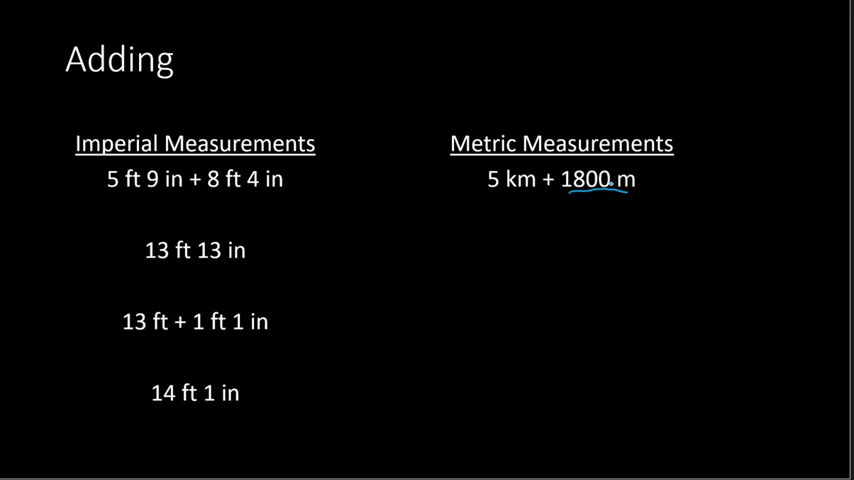 Adding
Imperial Measurements
5 ft 9 in + 8 ft 4 in
13 ft 13 in
13 ft + 1 ft 1 in
14 ft 1 in
Metric Measurements
5 km + 1800 m